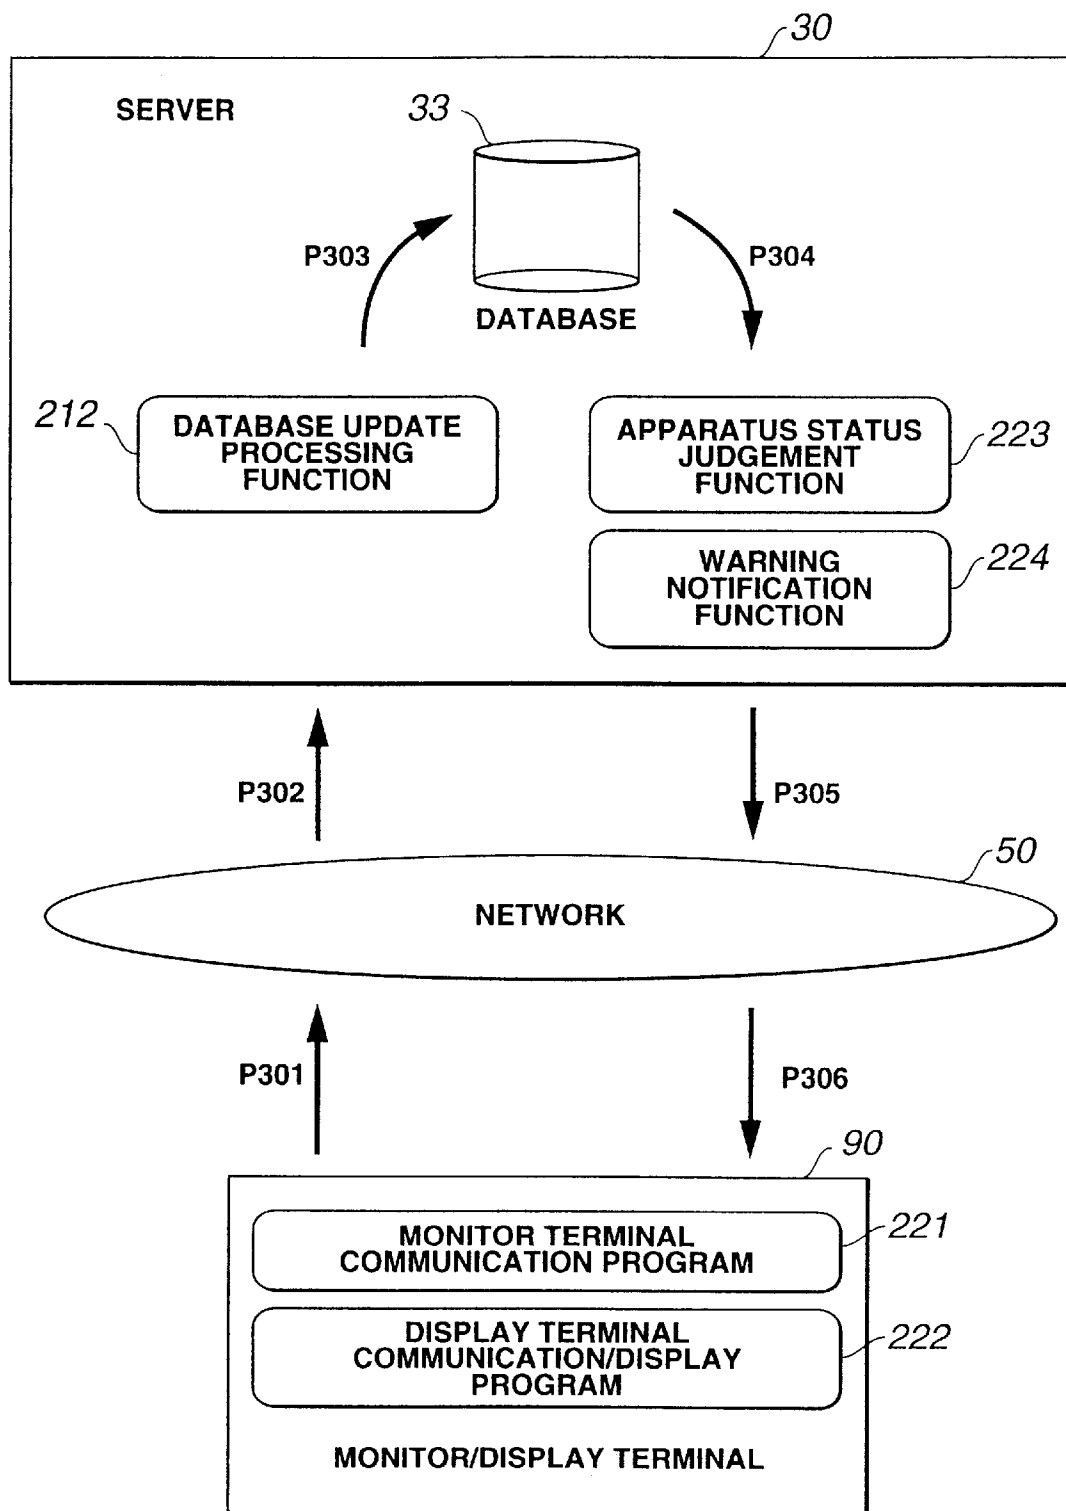 30
SERVER
33
P303
P304
DATABASE
212
DATABASE UPDATE
PROCESSING
FUNCTION
APPARATUS STATUS
JUDGEMENT
FUNCTION
223
WARNING
NOTIFICATION
FUNCTION
224
P302
P305
50
NETWORK
P301
P306
90
MONITOR TERMINAL
COMMUNICATION PROGRAM
221
DISPLAY TERMINAL
COMMUNICATION/DISPLAY
PROGRAM
222
MONITOR/DISPLAY TERMINAL